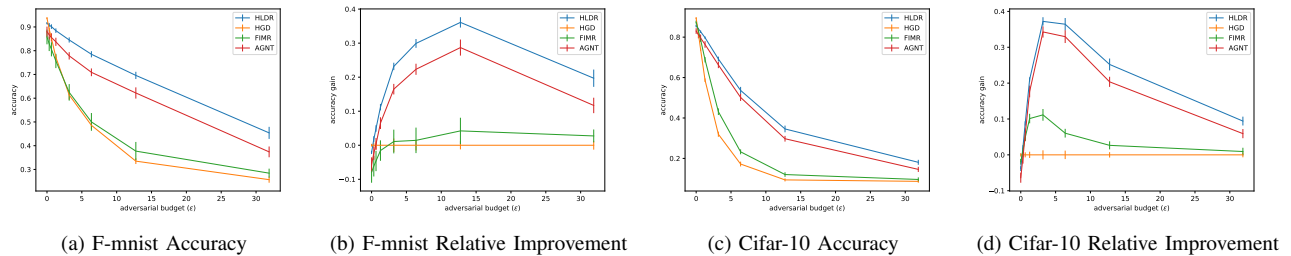 HLDR
HGD
FIMR
AGNT
0.9
0.8
0.7
0.6
0.5
0.4
0.3
accuracy
0 5 10 15 20 25 30
adversarial budget (ε)
(a) F-mnist Accuracy
HLDR
HGD
FIMR
AGNT
0.4
0.3
0.2
0.1
0.0
−0.1
accuracy gain
0 5 10 15 20 25 30
adversarial budget (ε)
(b) F-mnist Relative Improvement
HLDR
HGD
FIMR
AGNT
0.8
0.6
0.4
0.2
accuracy
0 5 10 15 20 25 30
adversarial budget (ε)
(c) Cifar-10 Accuracy
HLDR
HGD
FIMR
AGNT
0.4
0.3
0.2
0.1
0.0
−0.1
accuracy gain
0 5 10 15 20 25 30
adversarial budget (ε)
(d) Cifar-10 Relative Improvement